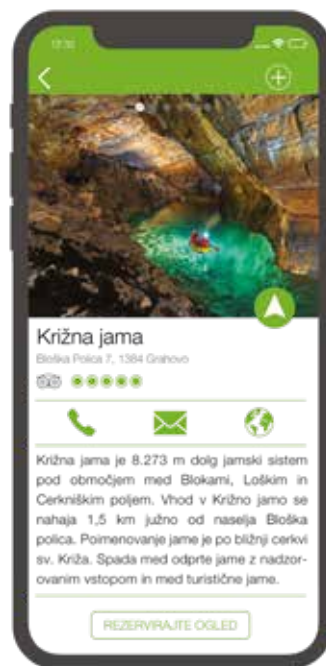 12:30
Križna jama
Bloška Polica 7, 1384 Grahovo
Križna jama je 8.273 m dolg jamski sistem
pod območjem med Blokami, Loškim in
Cerkniškim poljem. Vhod v Križno jamo se
nahaja 1,5 km južno od naselja Bloška
polica. Poimenovanje jame je po bližnji cerkvi
sv. Križa. Spada med odprte jame z nadzor-
ovanim vstopom in med turistične jame.
REZERVIRAJTE OGLED